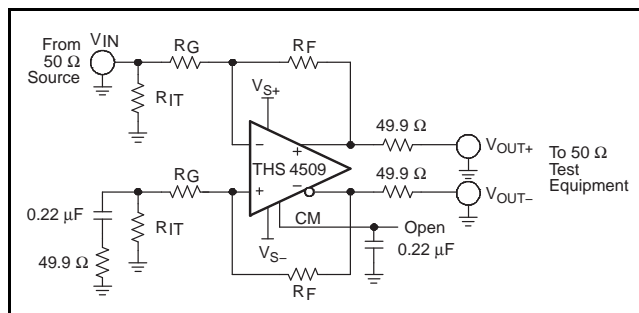 From
50 Ω
Source
VIN
RG
RF
RIT
VS+
49.9 Ω
VOUT+
−
+
THS 4509
+
−
49.9 Ω
VOUT−
To 50 Ω
Test
Equipment
RG
0.22 µF
RIT
49.9 Ω
VS−
CM
Open
0.22 µF
RF